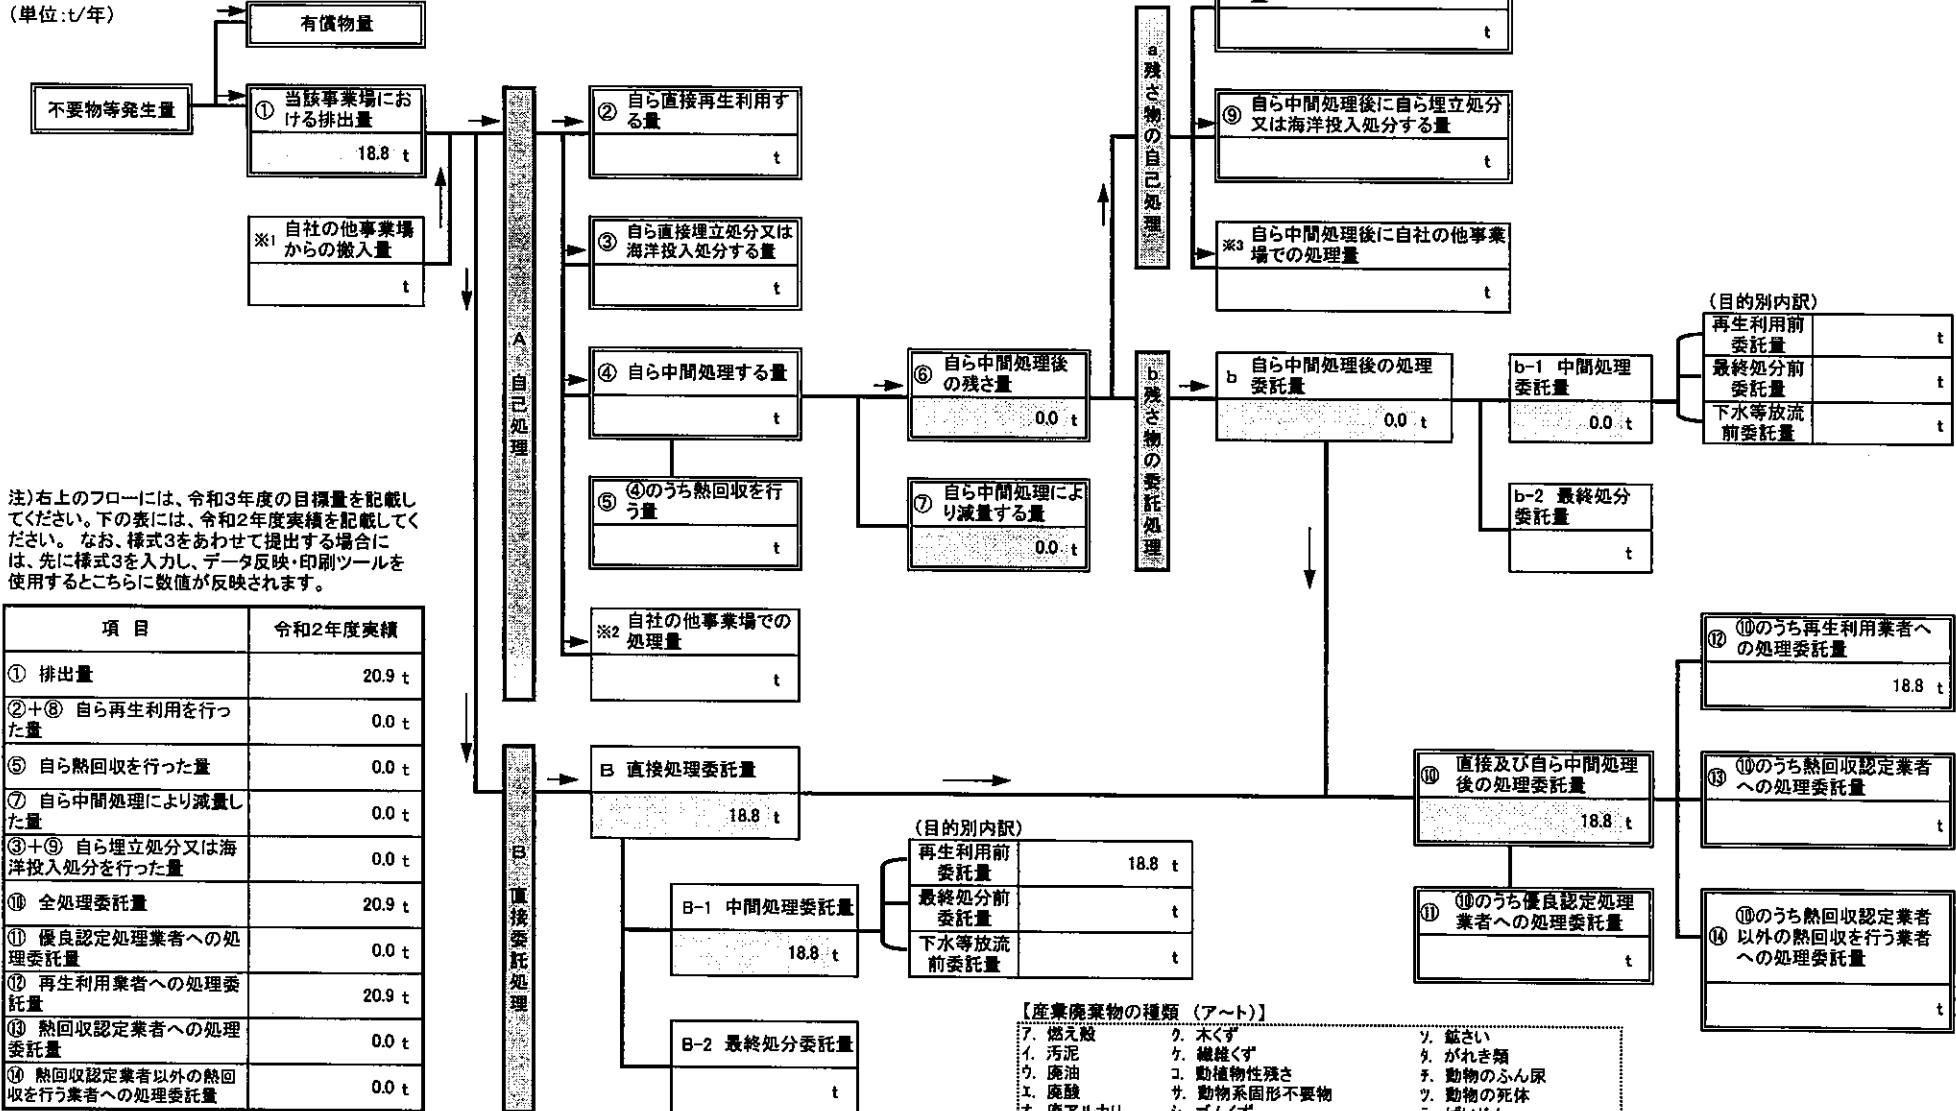 (単位:t/年)
有償物量
不要物等発生量
① 当該事業場にお
ける排出量
18.8 t
※1 自社の他事業場
からの搬入量
t
A 自己処理
② 自ら直接再生利用す
る量
t
③ 自ら直接埋立処分又は
海洋投入処分する量
t
④ 自ら中間処理する量
t
⑤ ④のうち熱回収を行
う量
t
※2 自社の他事業場での
処理量
t
⑥ 自ら中間処理後
の残さ量
0.0 t
⑦ 自ら中間処理によ
り減量する量
0.0 t
a 残さ物の自己処理
t
⑨ 自ら中間処理後に自ら埋立処分
又は海洋投入処分する量
t
※3 自ら中間処理後に自社の他事業
場での処理量
t
b 残さ物の委託処理
b 自ら中間処理後の処理
委託量
0.0 t
b-1 中間処理
委託量
0.0 t
b-2 最終処分
委託量
t
(目的別内訳)
再生利用前
委託量
t
最終処分前
委託量
t
下水等放流
前委託量
t
注)右上のフローには、令和3年度の目標量を記載し
てください。下の表には、令和2年度実績を記載してく
ださい。 なお、様式3をあわせて提出する場合に
は、先に様式3を入力し、データ反映・印刷ツールを
使用するとこちらに数値が反映されます。
項 目 令和2年度実績
① 排出量 20.9 t
②+⑧ 自ら再生利用を行っ
た量 0.0 t
⑤ 自ら熱回収を行った量 0.0 t
⑦ 自ら中間処理により減量し
た量 0.0 t
③+⑨ 自ら埋立処分又は海
洋投入処分を行った量 0.0 t
⑩ 全処理委託量 20.9 t
⑪ 優良認定処理業者への処
理委託量 0.0 t
⑫ 再生利用業者への処理委
託量 20.9 t
⑬ 熱回収認定業者への処理
委託量 0.0 t
⑭ 熱回収認定業者以外の熱回
収を行う業者への処理委託量 0.0 t
B 直接委託処理
B 直接処理委託量
18.8 t
B-1 中間処理委託量
18.8 t
B-2 最終処分委託量
t
(目的別内訳)
再生利用前
委託量
18.8 t
最終処分前
委託量
t
下水等放流
前委託量
t
⑩ 直接及び自ら中間処理
後の処理委託量
18.8 t
⑪ ⑩のうち優良認定処理
業者への処理委託量
t
⑫ ⑩のうち再生利用業者へ
の処理委託量
18.8 t
⑬ ⑩のうち熱回収認定業者
への処理委託量
t
⑭ ⑩のうち熱回収認定業者
以外の熱回収を行う業者
への処理委託量
t
【産業廃棄物の種類 (ア~ト)】
ア. 燃え殻 ク. 木くず ソ. 鉱さい
イ. 汚泥 ケ. 繊維くず タ. がれき類
ウ. 廃油 コ. 動植物性残さ チ. 動物のふん尿
エ. 廃酸 サ. 動物系固形不要物 ツ. 動物の死体